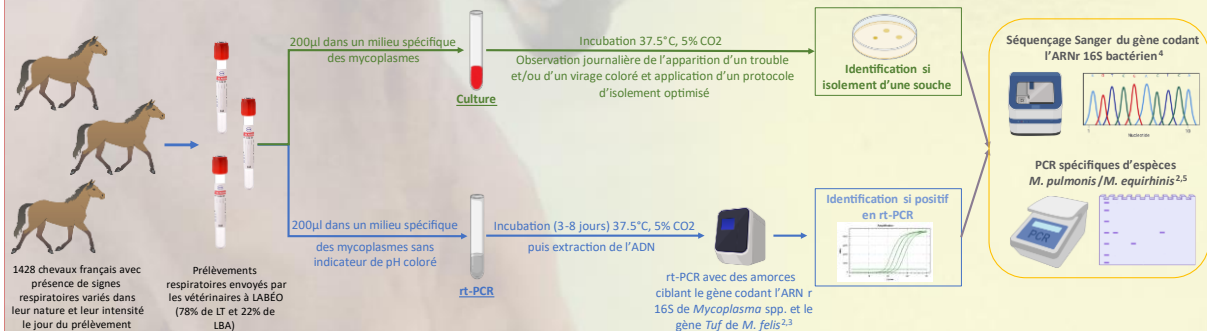 1428 chevaux français avec
présence de signes
respiratoires variés dans
leur nature et leur intensité
le jour du prélèvement
Prélèvements
respiratoires envoyés par
les vétérinaires à LABÉO
(78% de LT et 22% de
LBA)
200µl dans un milieu spécifique
des mycoplasmes
Culture
Incubation 37.5°C, 5% CO2
Observation journalière de l'apparition d'un trouble
et/ou d'un virage coloré et application d'un protocole
d'isolement optimisé
Identification si
isolement d'une souche
200µl dans un milieu spécifique
des mycoplasmes sans
indicateur de pH coloré
rt-PCR
Incubation (3-8 jours) 37.5°C, 5% CO2
puis extraction de l'ADN
rt-PCR avec des amorces
ciblant le gène codant l'ARN r
16S de Mycoplasma spp. et le
gène Tuf de M. felis2,3
Identification si positif
en rt-PCR
Séquençage Sanger du gène codant
l'ARNr 16S bactérien4
PCR spécifiques d'espèces
M. pulmonis/M. equirhinis2,5
PCR